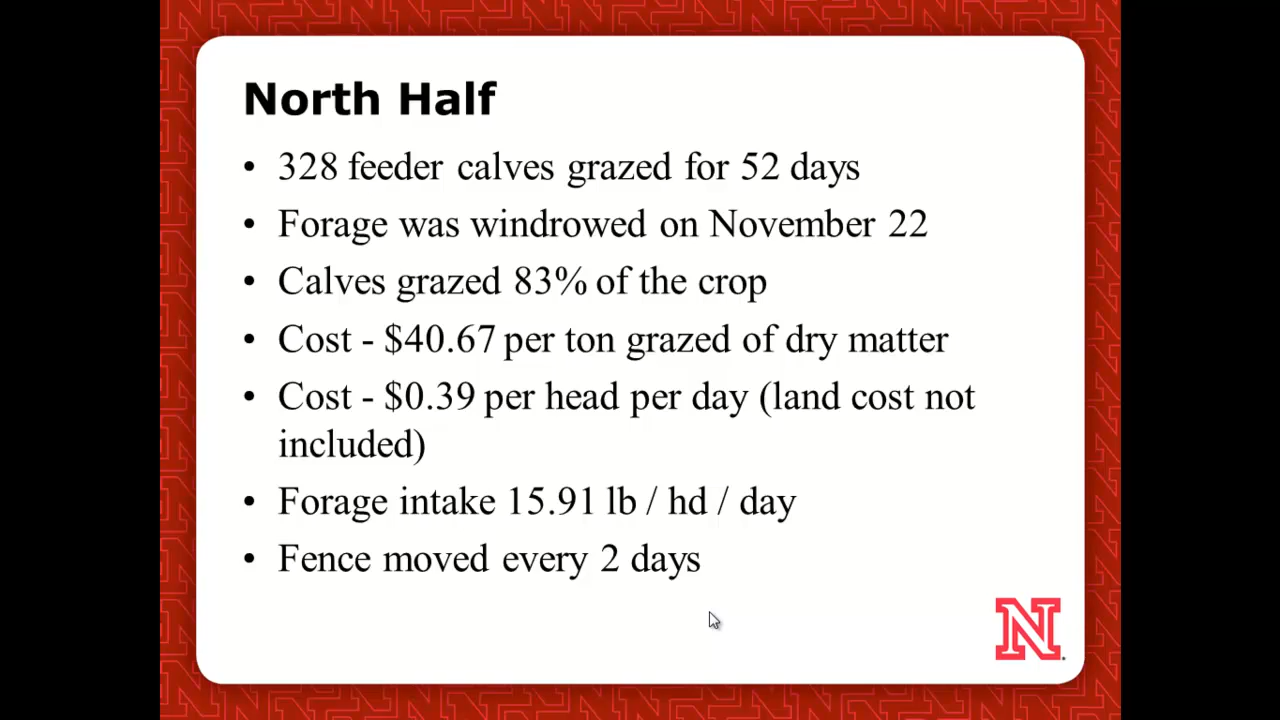 North Half
• 328 feeder calves grazed for 52 days
• Forage was windrowed on November 22
• Calves grazed 83% of the crop
• Cost - $40.67 per ton grazed of dry matter
• Cost - $0.39 per head per day (land cost not
included)
• Forage intake 15.91 lb / hd / day
• Fence moved every 2 days
N